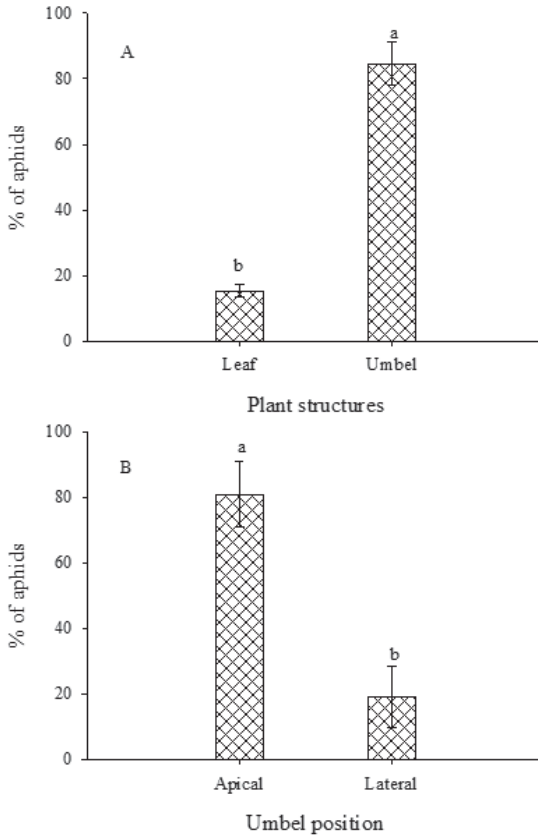 100
A
a
80
% of aphids
60
40
b
20
0
Leaf Umbel
Plant structures
100
B
a
80
% of aphids
60
40
b
20
0
Apical Lateral
Umbel position